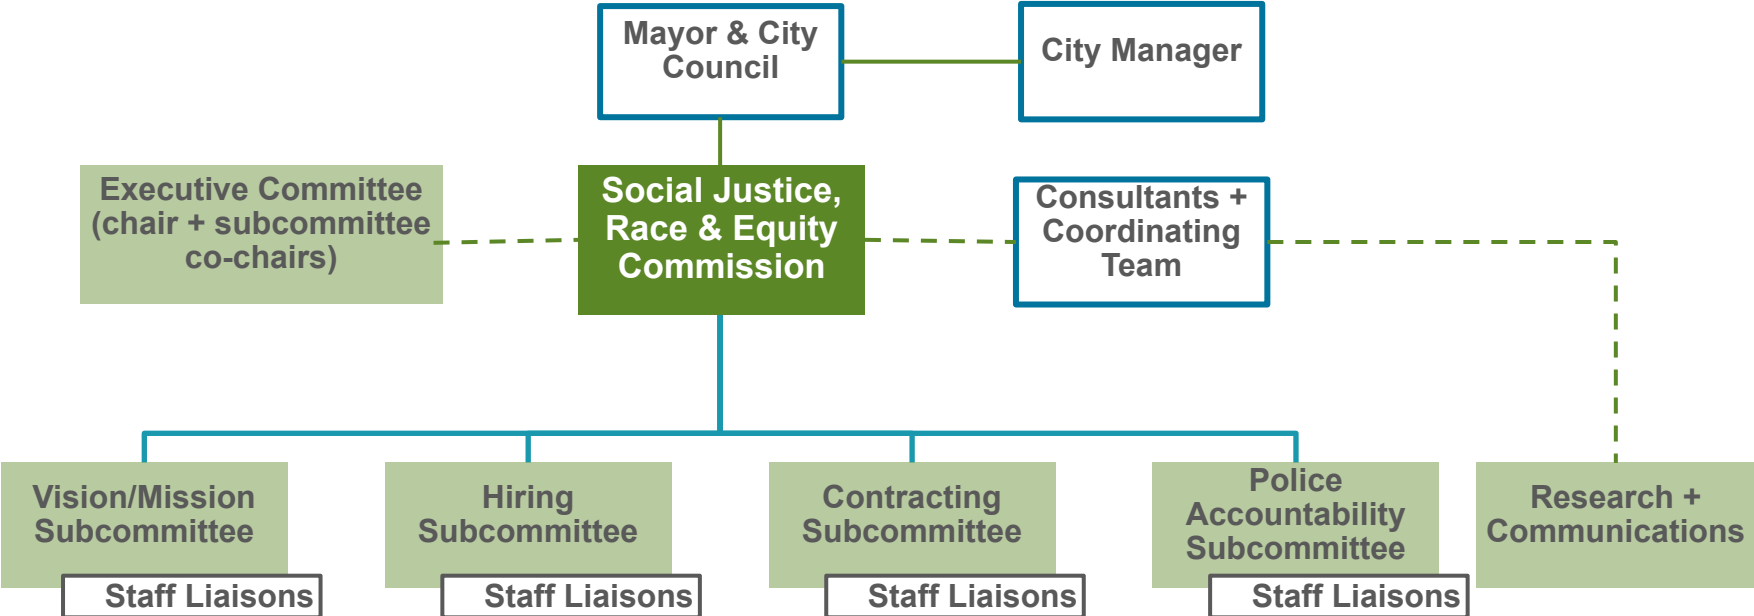 Mayor & City
Council
City Manager
Executive Committee
(chair + subcommittee
co-chairs)
Social Justice,
Race & Equity
Commission
Consultants +
Coordinating
Team
Vision/Mission
Subcommittee
Staff Liaisons
Hiring
Subcommittee
Staff Liaisons
Contracting
Subcommittee
Staff Liaisons
Police
Accountability
Subcommittee
Staff Liaisons
Research +
Communications